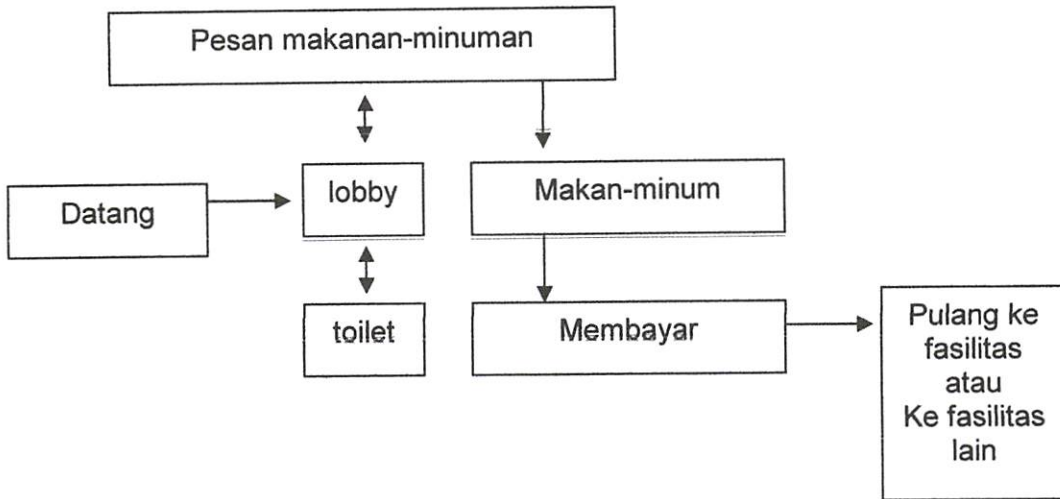 Pesan makanan-minuman
Datang
lobby
Makan-minum
toilet
Membayar
Pulang ke
fasilitas
atau
Ke fasilitas
lain